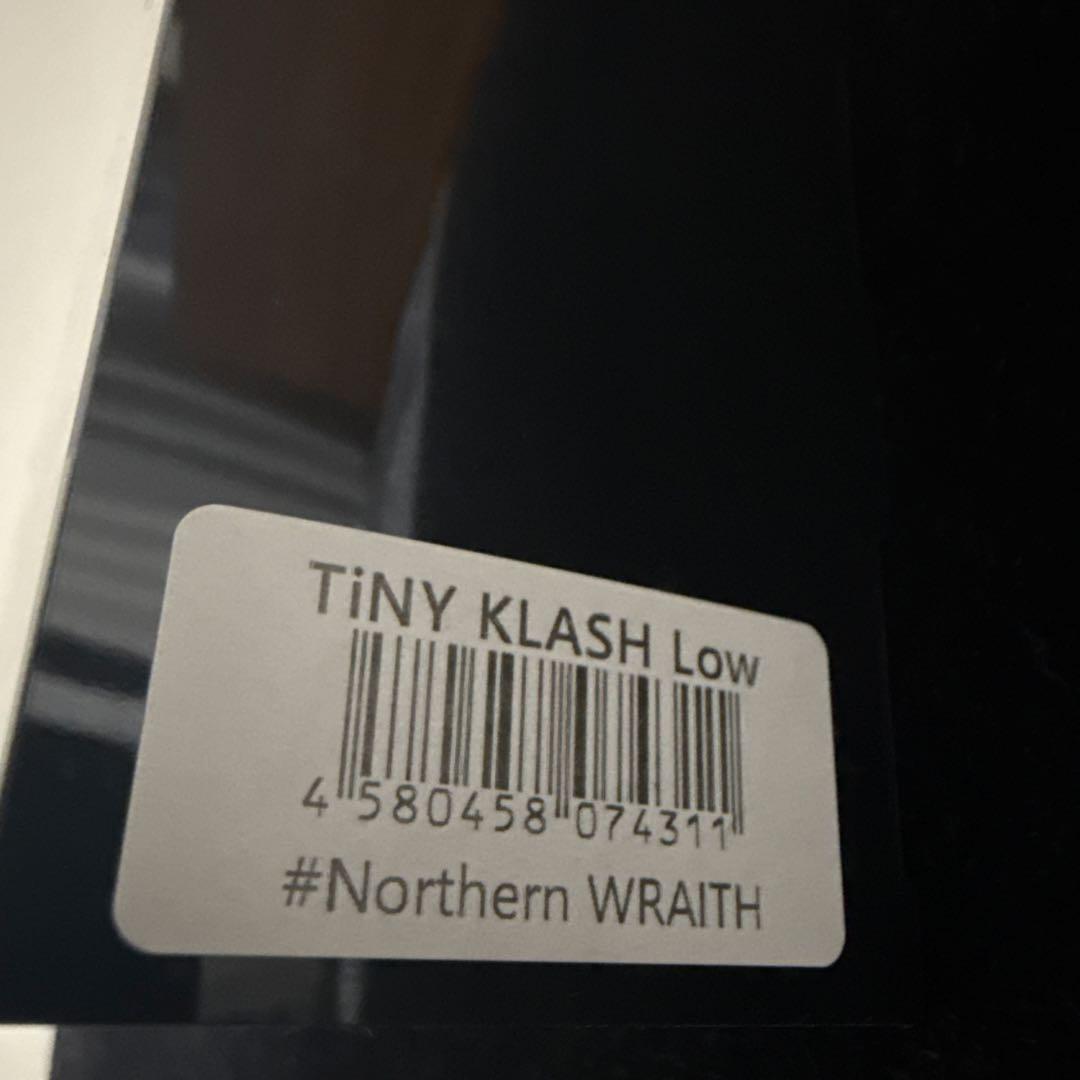 TiNY KLASH Low
4 580458 074311
#Northern WRAITH